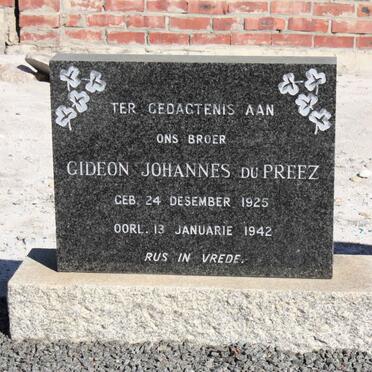 TER GEDAGTENIS AAN
ONS BROER
GIDEON JOHANNES DU PREEZ
GEB. 24 DESEMBER 1925
OORL. 13 JANUARIE 1942
RUS IN VREDE.